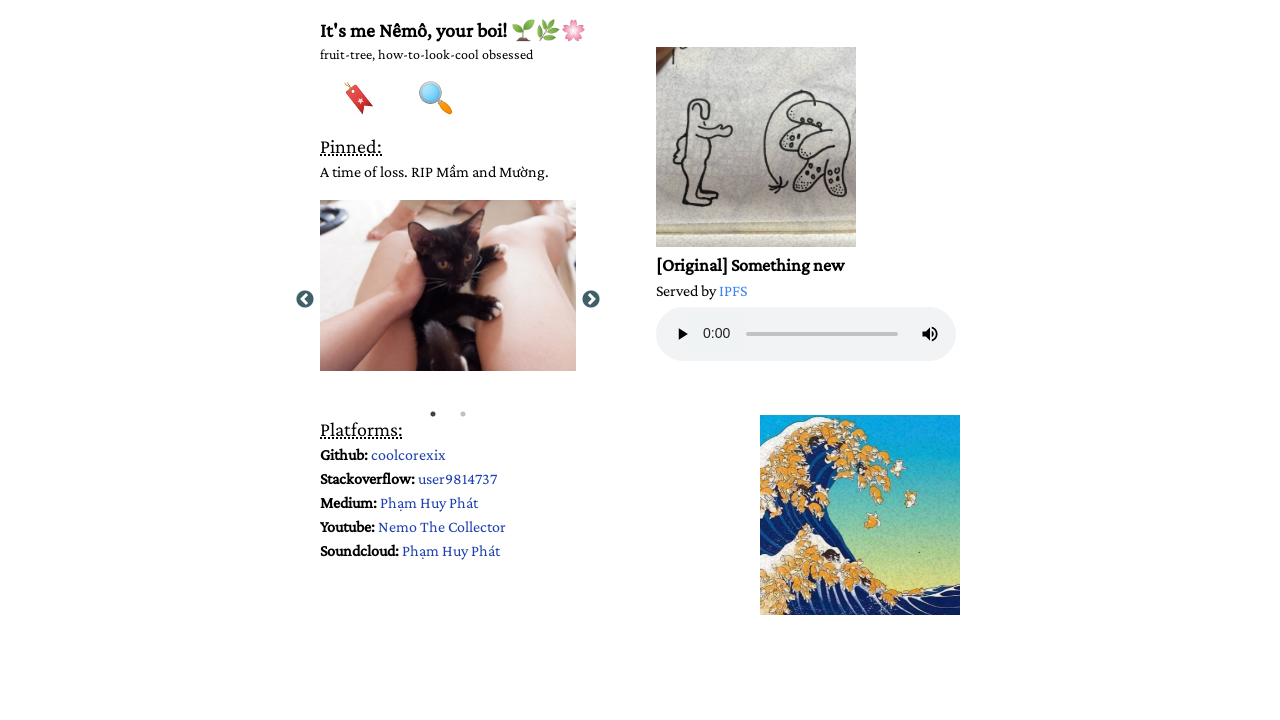 It's me Nêmô, your boi! 🌱🌿🌸
fruit-tree, how-to-look-cool obsessed
Pinned:
A time of loss. RIP Mầm and Mường.
Platforms:
Github: coolcorexix
Stackoverflow: user9814737
Medium: Phạm Huy Phát
Youtube: Nemo The Collector
Soundcloud: Phạm Huy Phát
[Original] Something new
Served by IPFS
0:00